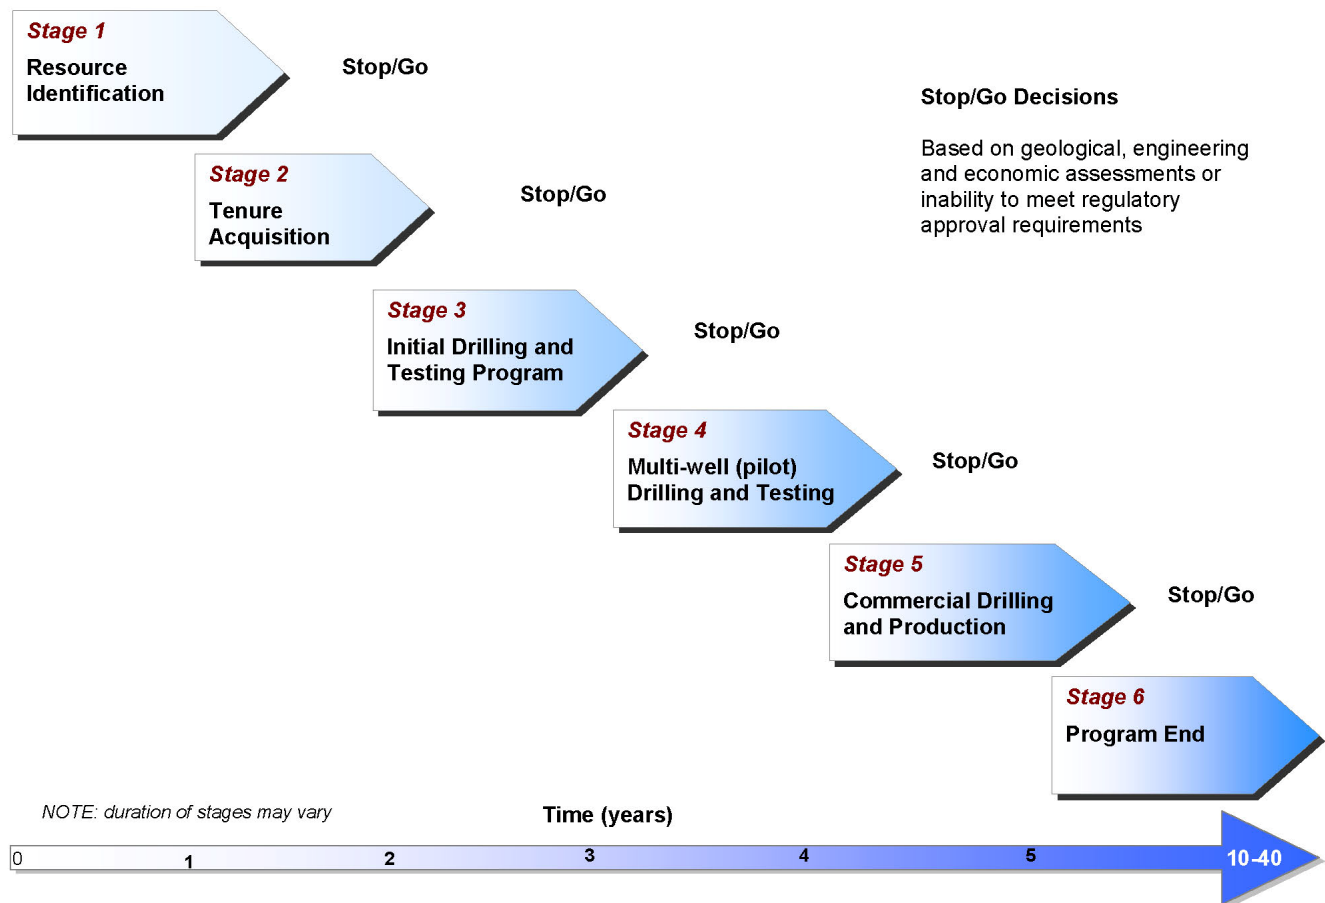 Stage 1
Resource
Identification
Stop/Go
Stop/Go Decisions
Based on geological, engineering
and economic assessments or
inability to meet regulatory
approval requirements
Stage 2
Tenure
Acquisition
Stop/Go
Stage 3
Initial Drilling and
Testing Program
Stop/Go
Stage 4
Multi-well (pilot)
Drilling and Testing
Stop/Go
Stage 5
Commercial Drilling
and Production
Stop/Go
Stage 6
Program End
NOTE: duration of stages may vary
Time (years)
0 1 2 3 4 5 10-40